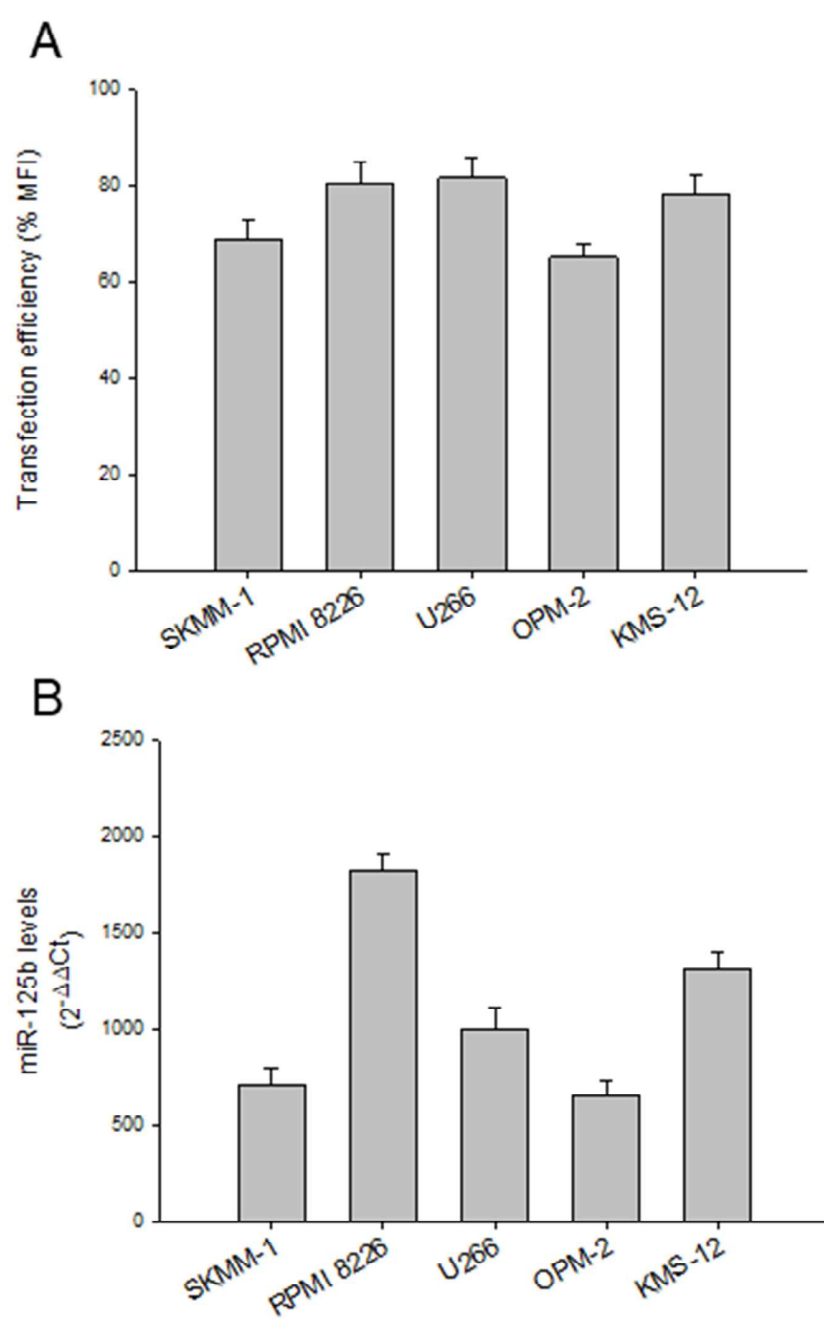 A
Transfection efficiency (% MFI)
100
80
60
40
20
0
SKMM-1
RPMI 8226
U266
OPM-2
KMS-12
B
miR-125b levels
(2-ΔΔCt)
2500
2000
1500
1000
500
0
SKMM-1
RPMI 8226
U266
OPM-2
KMS-12